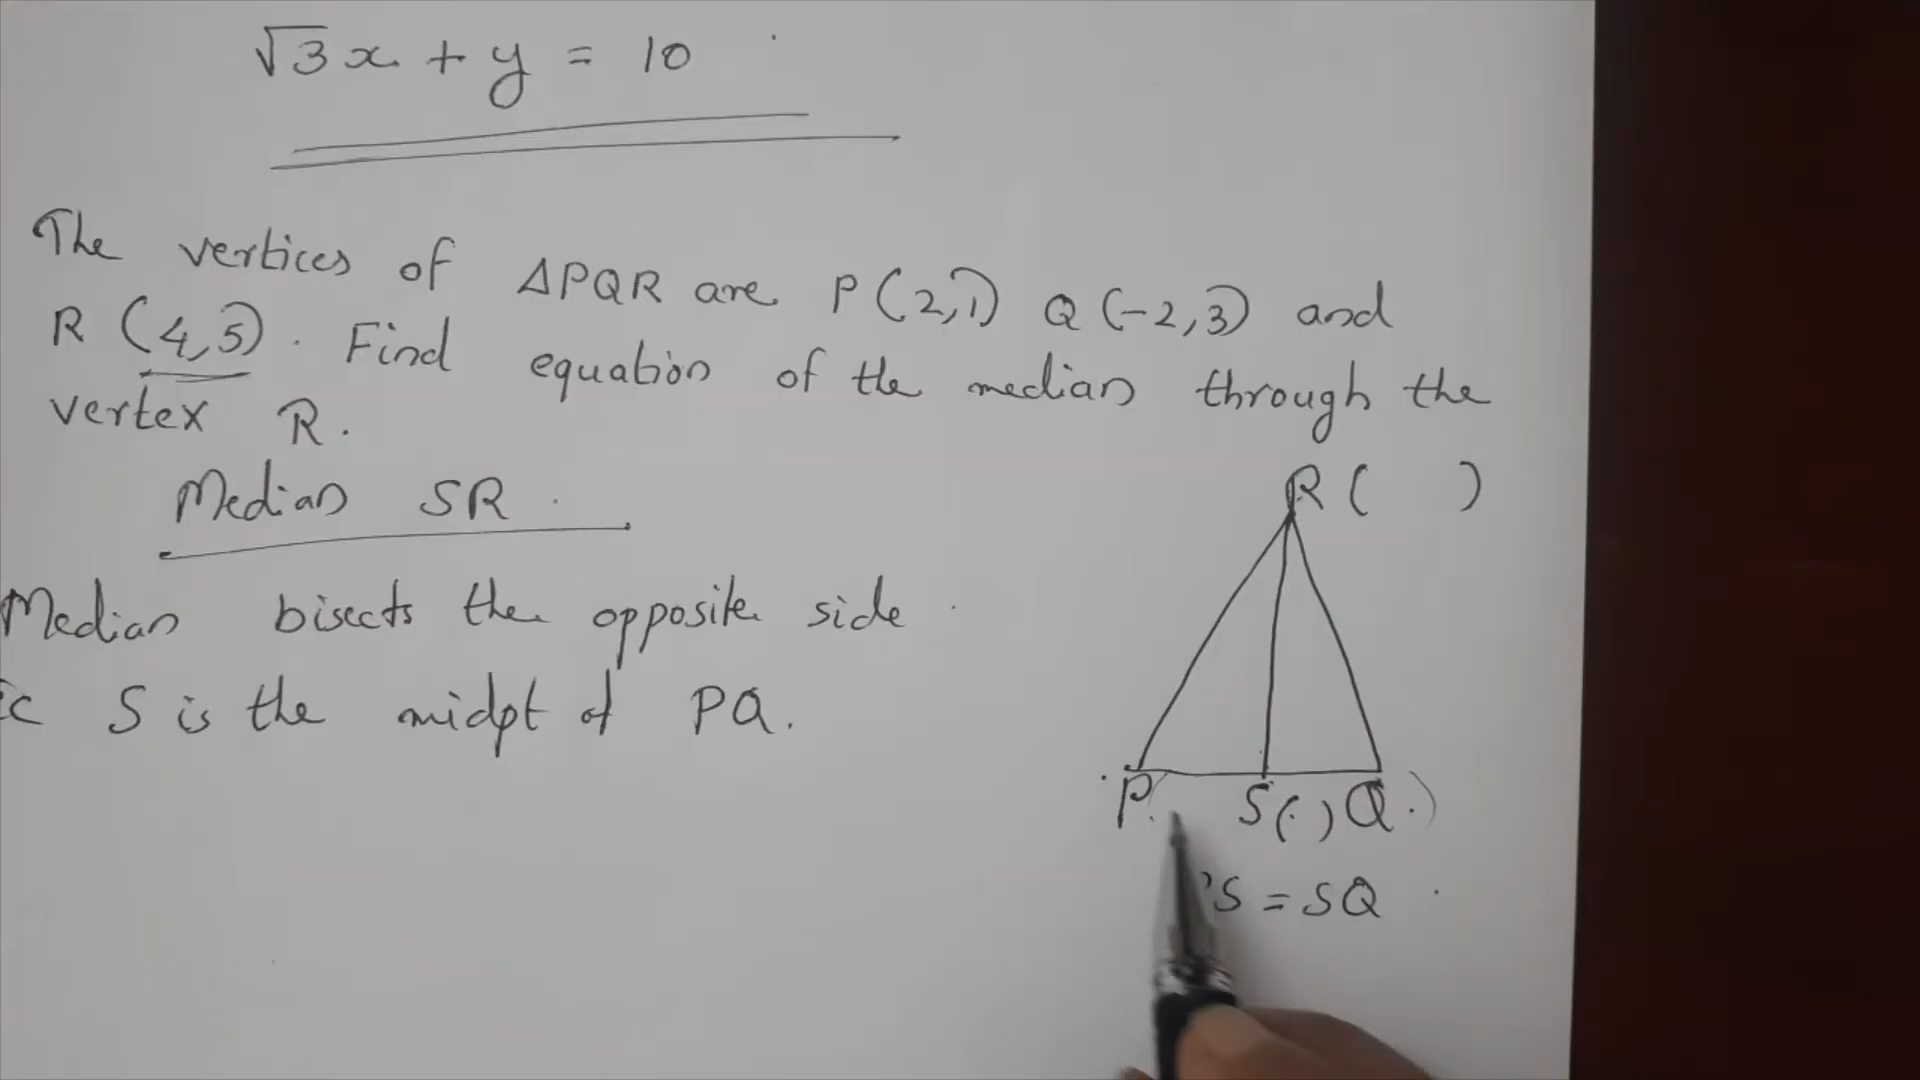 √3x + y = 10
The vertices of ΔPQR are P(2,1) Q(-2,3) and
R (4,5). Find equation of the median through the
vertex R.
Median SR.
Median bisects the opposite side
S is the midpt of PQ.
R ( )
P S( ) Q )
S = SQ